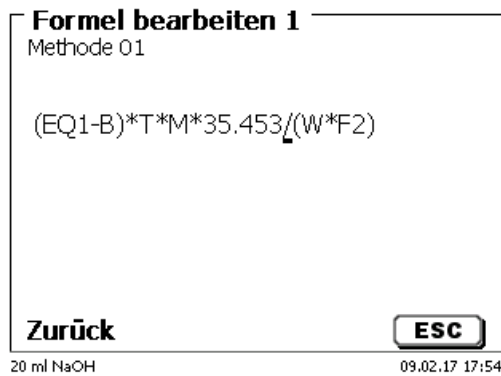 Formel bearbeiten 1
Methode 01
(EQ1-B)*T*M*35.453/(W*F2)
Zurück
ESC
20 ml NaOH
09.02.17 17:54